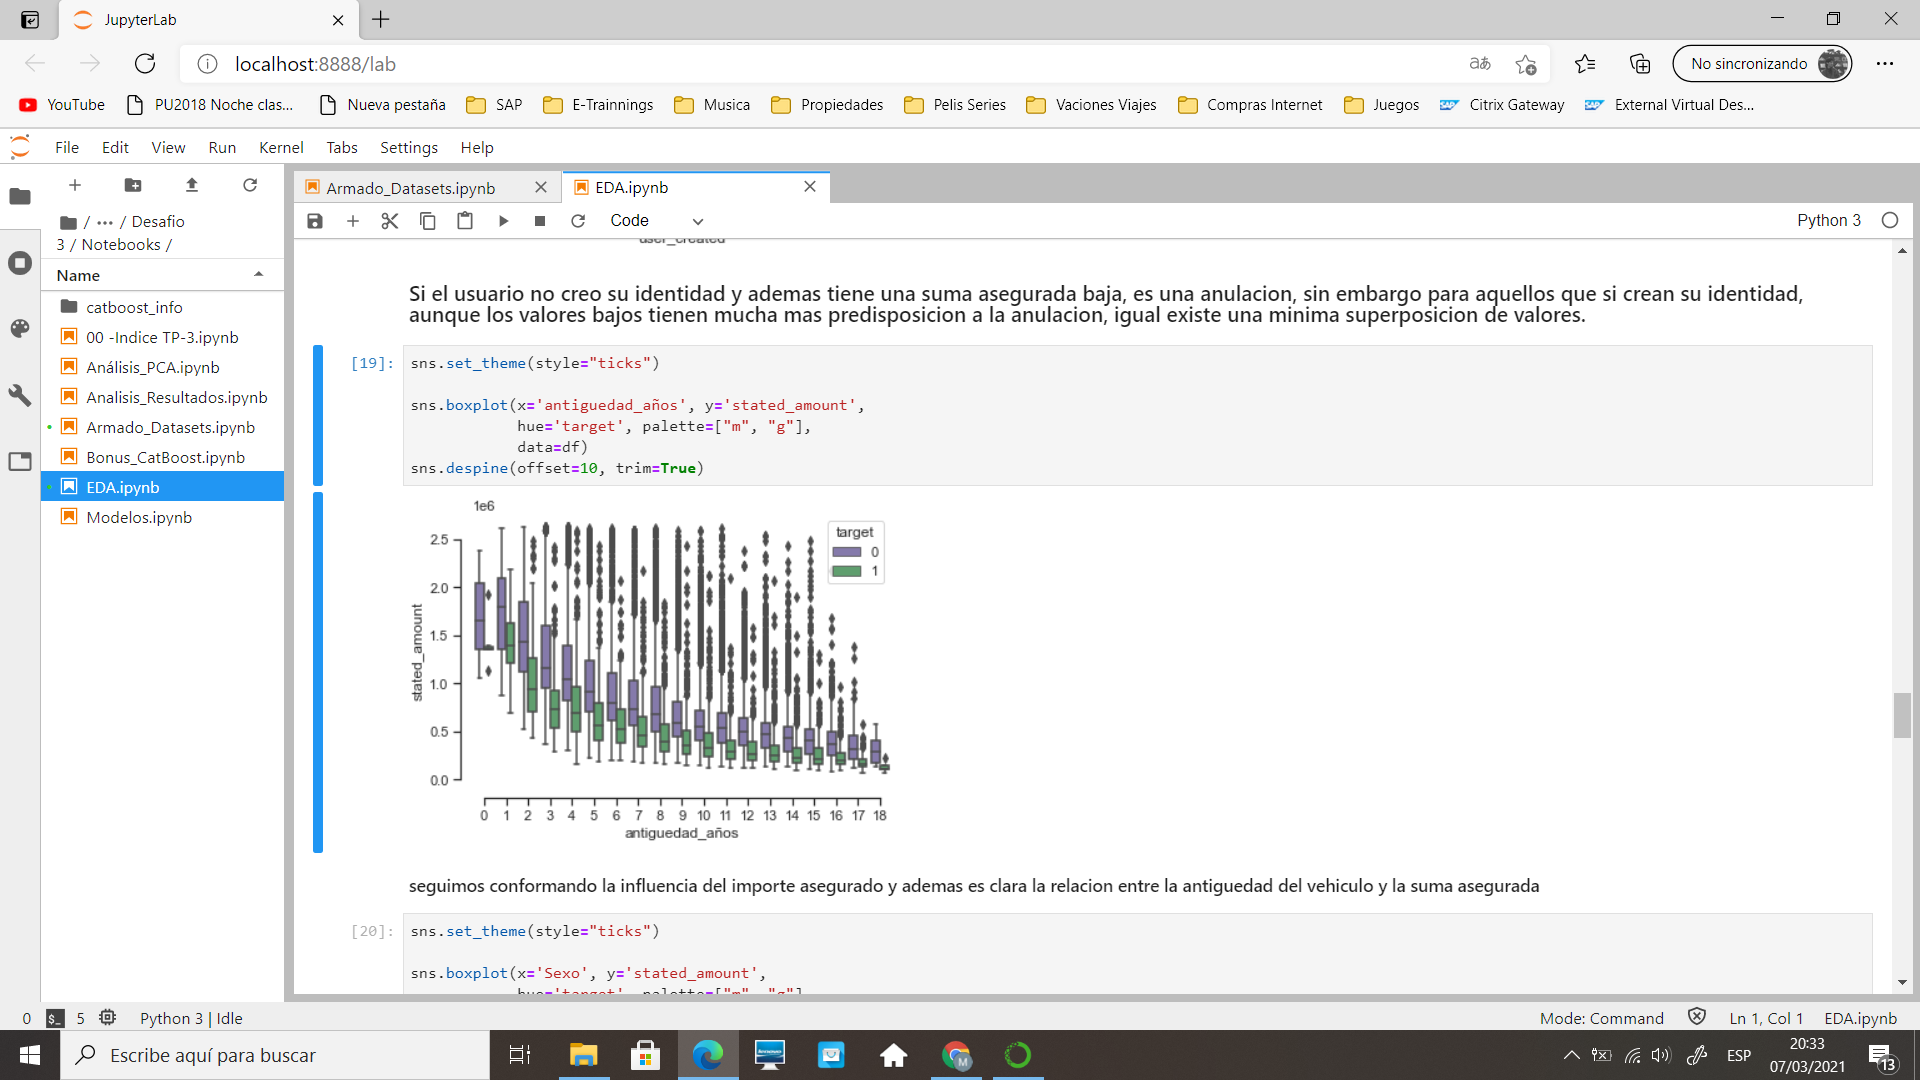 JupyterLab
localhost:8888/lab
aあ
No sincronizando
YouTube
PU2018 Noche clas...
Nueva pestaña
SAP
E-Trainnings
Musica
Propiedades
Pelis Series
Vaciones Viajes
Compras Internet
Juegos
Citrix Gateway
External Virtual Des...
File
Edit
View
Run
Kernel
Tabs
Settings
Help
/ ··· / Desafio
3 / Notebooks /
Name
catboost_info
00 -Indice TP-3.ipynb
Análisis_PCA.ipynb
Analisis_Resultados.ipynb
Armado_Datasets.ipynb
Bonus_CatBoost.ipynb
EDA.ipynb
Modelos.ipynb
Armado_Datasets.ipynb
EDA.ipynb
Code
Python 3
user_created
Si el usuario no creo su identidad y ademas tiene una suma asegurada baja, es una anulacion, sin embargo para aquellos que si crean su identidad,
aunque los valores bajos tienen mucha mas predisposicion a la anulacion, igual existe una minima superposicion de valores.
[19]:
sns.set_theme(style="ticks")
sns.boxplot(x='antiguedad_años', y='stated_amount',
hue='target', palette=["m", "g"],
data=df)
sns.despine(offset=10, trim=True)
1e6
2.5
2.0
1.5
1.0
0.5
0.0
stated_amount
target
0
1
0 1 2 3 4 5 6 7 8 9 10 11 12 13 14 15 16 17 18
antiguedad_años
seguimos conformando la influencia del importe asegurado y ademas es clara la relacion entre la antiguedad del vehiculo y la suma asegurada
[20]:
sns.set_theme(style="ticks")
sns.boxplot(x='Sexo', y='stated_amount',
hue='target', palette=["m", "g"]
0
$_
5
Python 3 | Idle
Mode: Command
Ln 1, Col 1
EDA.ipynb
Escribe aquí para buscar
Lenovo
M
ESP
20:33
07/03/2021
13